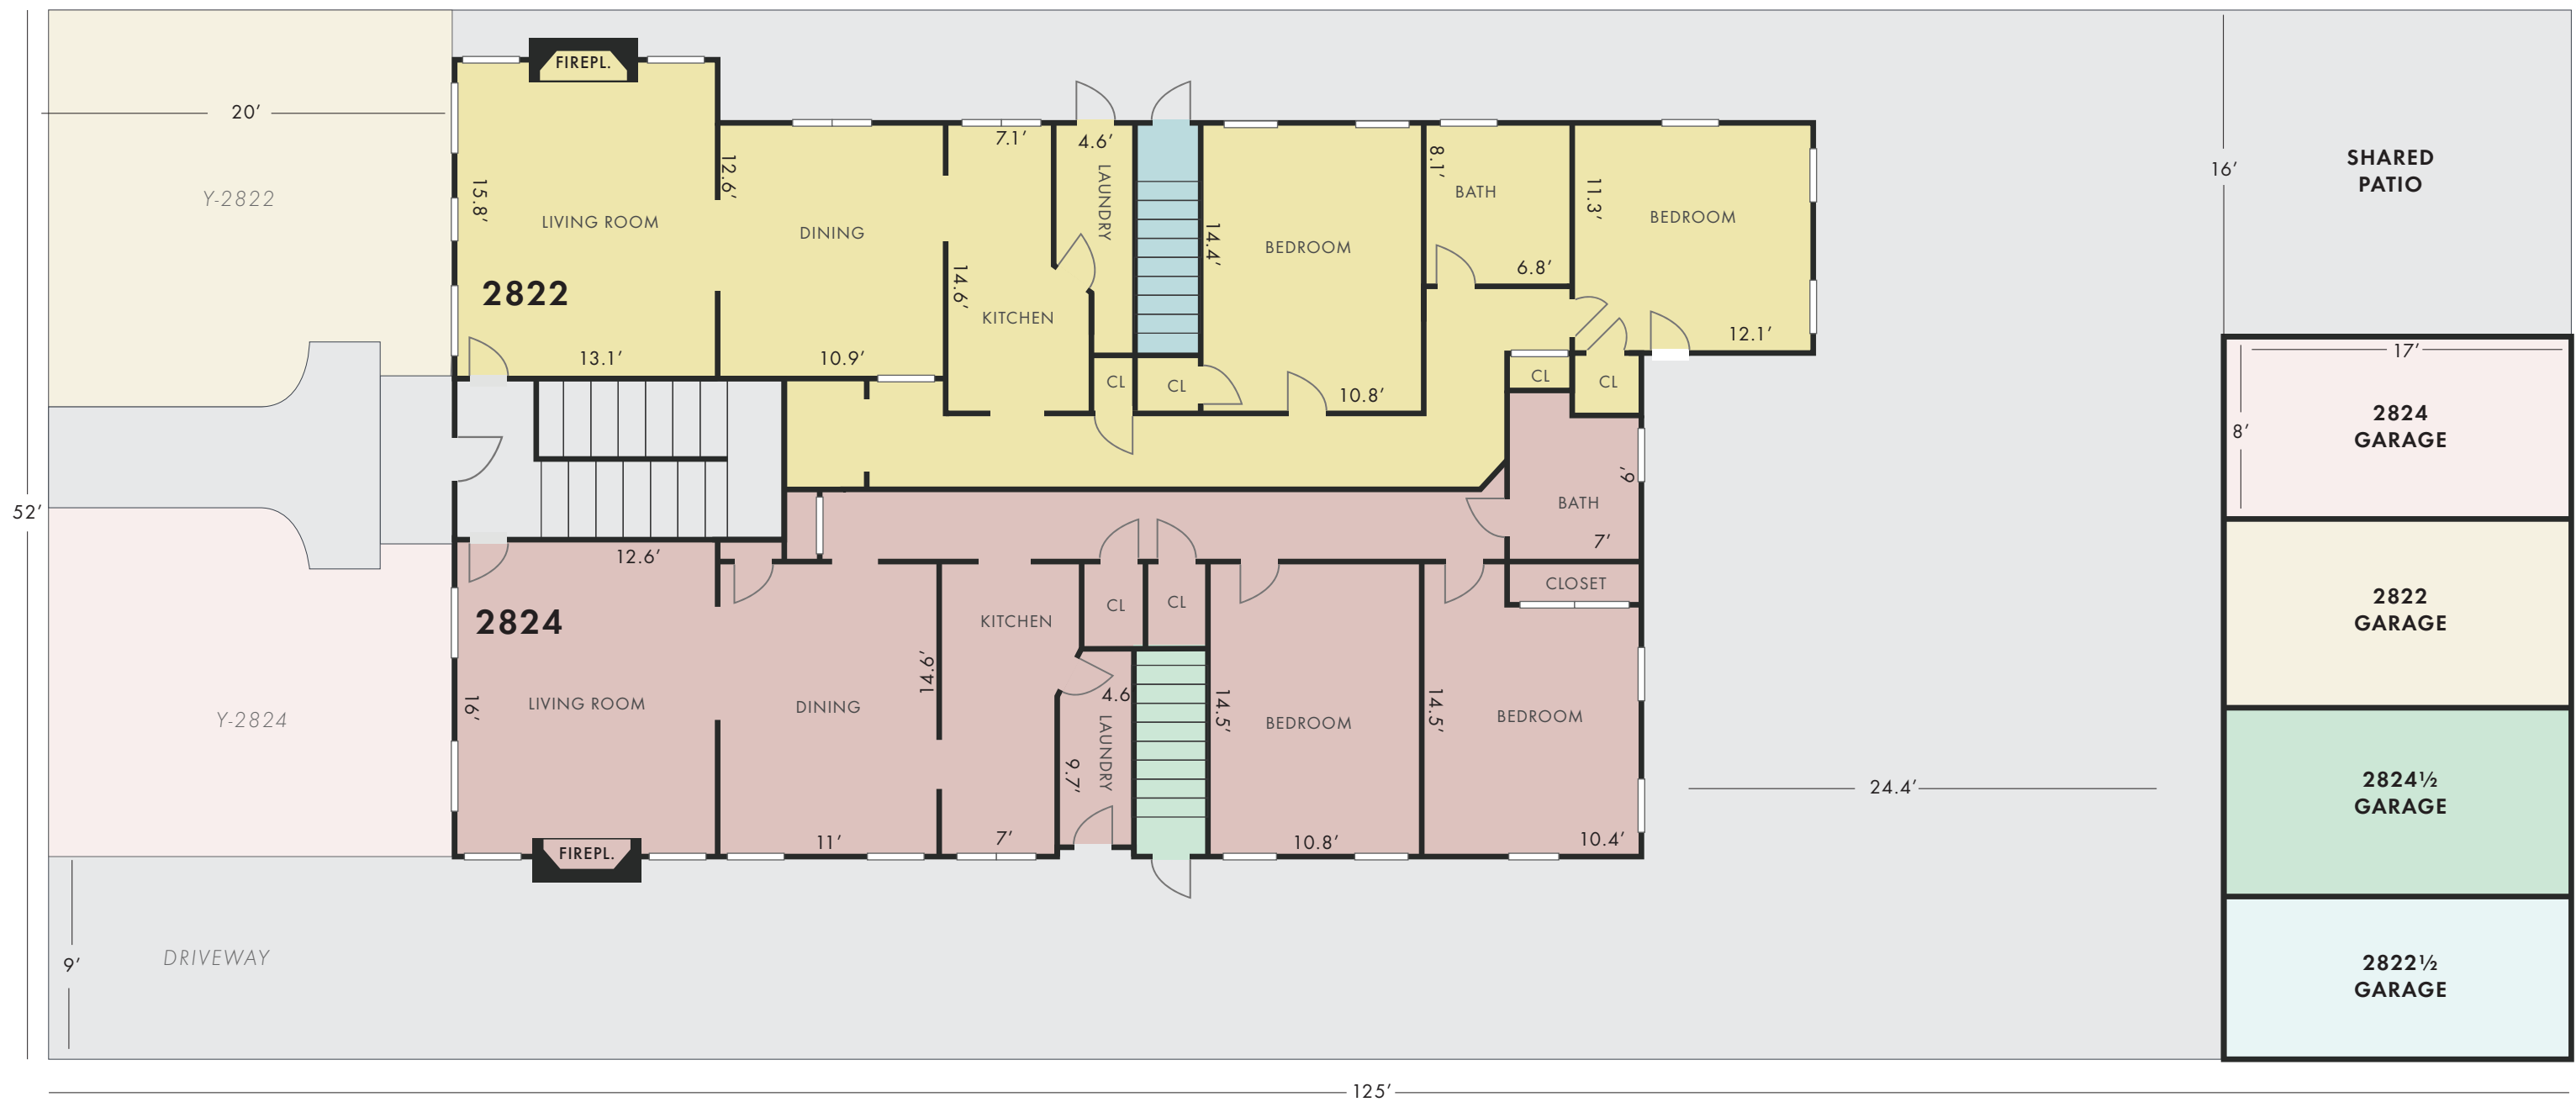 FIREPL.
20’
7.1’
4.6’
12.6’
8.1’
SHARED
PATIO
16’
BATH
LAUNDRY
15.8’
11.3’
Y-2822
LIVING ROOM
DINING
BEDROOM
BEDROOM
14.4’
6.8’
2822
14.6’
KITCHEN
13.1’
10.9’
12.1’
17’
CL
CL
10.8’
CL
CL
2824
GARAGE
8’
9’
BATH
52’
7’
12.6’
CLOSET
2824
KITCHEN
CL
CL
2822
GARAGE
14.9’
4.6
16’
LIVING ROOM
DINING
LAUNDRY
14.5’
BEDROOM
14.5’
BEDROOM
Y-2824
9.7’
24.4’
2824½
GARAGE
11’
7’
10.8’
10.4’
FIREPL.
DRIVEWAY
9’
2822½
GARAGE
125’